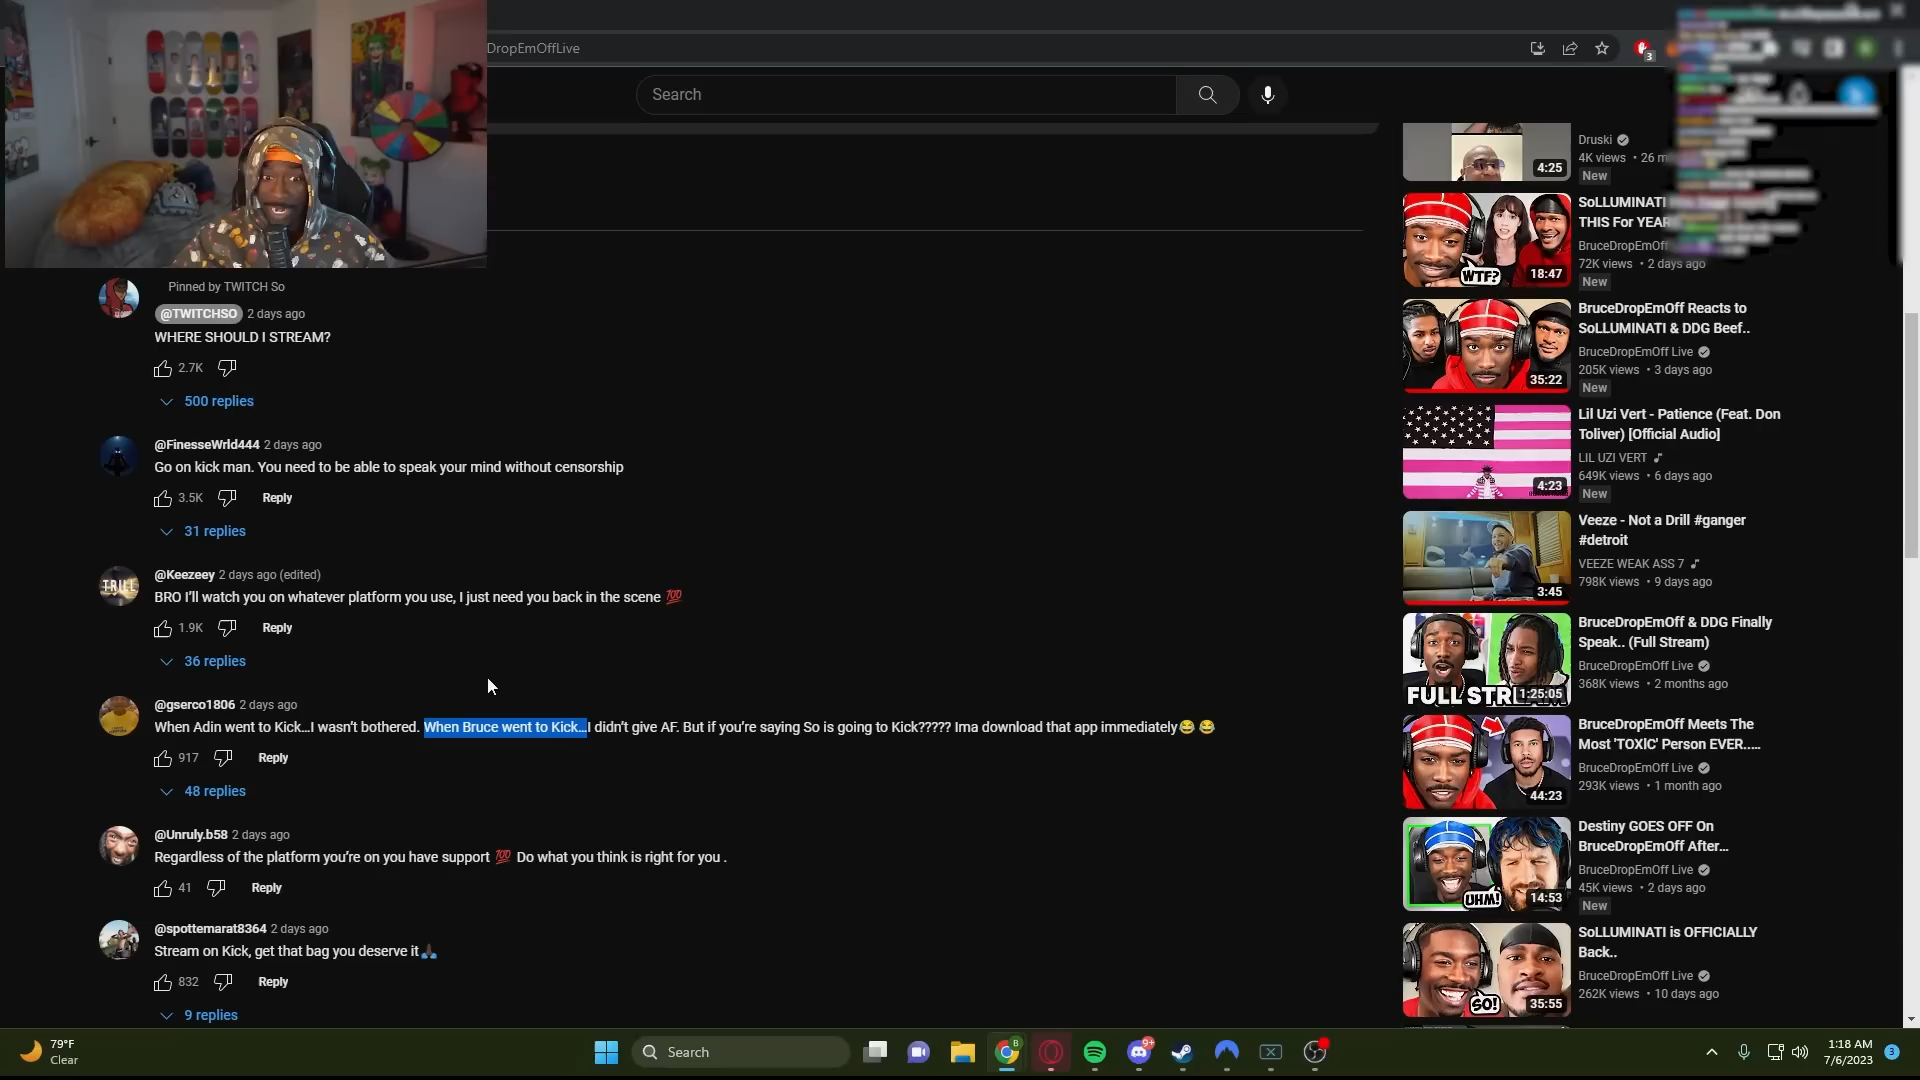 DropEmOffLive
3
Search
Pinned by TWITCH So
@TWITCHSO 2 days ago
WHERE SHOULD I STREAM?
2.7K
500 replies
@FinesseWrld444 2 days ago
Go on kick man. You need to be able to speak your mind without censorship
3.5K Reply
31 replies
TRILL
@Keezeey 2 days ago (edited)
BRO I'll watch you on whatever platform you use, I just need you back in the scene 💯
1.9K Reply
36 replies
@gserco1806 2 days ago
When Adin went to Kick...I wasn't bothered. When Bruce went to Kick...I didn't give AF. But if you're saying So is going to Kick????? Ima download that app immediately😂 😂
917 Reply
48 replies
@Unruly.b58 2 days ago
Regardless of the platform you're on you have support 💯 Do what you think is right for you .
41 Reply
@spottemarat8364 2 days ago
Stream on Kick, get that bag you deserve it🙏🏿
832 Reply
9 replies
4:25
Druski
4K views • 26
New
WTF?
18:47
SoLLUMINATI
THIS For YEAR
BruceDropEmOff
72K views • 2 days ago
New
35:22
BruceDropEmOff Reacts to
SoLLUMINATI & DDG Beef..
BruceDropEmOff Live
205K views • 3 days ago
New
4:23
Lil Uzi Vert - Patience (Feat. Don
Toliver) [Official Audio]
LIL UZI VERT
649K views • 6 days ago
New
3:45
Veeze - Not a Drill #ganger
#detroit
VEEZE WEAK ASS 7
798K views • 9 days ago
FULL STREAM
1:25:05
BruceDropEmOff & DDG Finally
Speak.. (Full Stream)
BruceDropEmOff Live
368K views • 2 months ago
44:23
BruceDropEmOff Meets The
Most 'TOXIC' Person EVER.....
BruceDropEmOff Live
293K views • 1 month ago
UHM!
14:53
Destiny GOES OFF On
BruceDropEmOff After...
BruceDropEmOff Live
45K views • 2 days ago
New
SO!
35:55
SoLLUMINATI is OFFICIALLY
Back..
BruceDropEmOff Live
262K views • 10 days ago
79°F
Clear
Search
B
9+
1:18 AM
7/6/2023
3